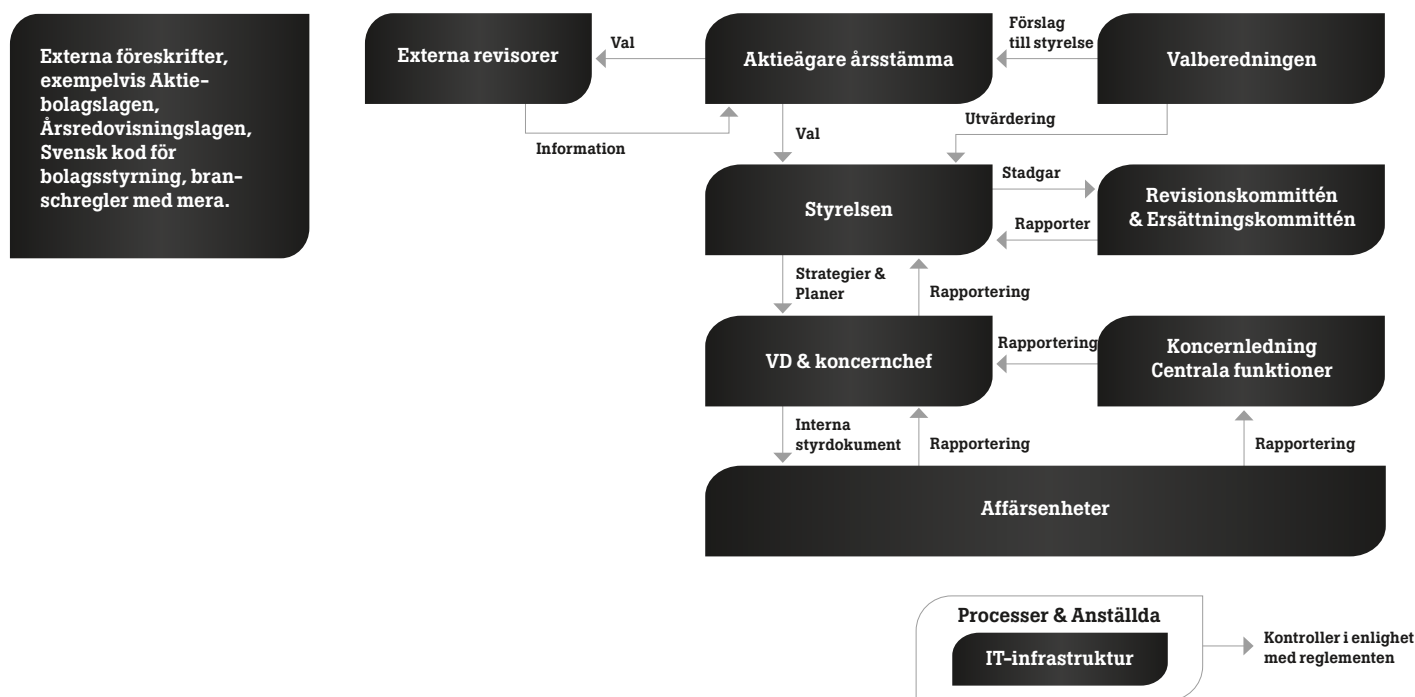 Externa föreskrifter,
exempelvis Aktie-
bolagslagen,
Årsredovisningslagen,
Svensk kod för
bolagsstyrning, bran-
schregler med mera.
Externa revisorer
Val
Aktieägare årsstämma
Förslag
till styrelse
Valberedningen
Information
Val
Utvärdering
Styrelsen
Stadgar
Rapporter
Revisionskommittén
& Ersättningskommittén
Strategier &
Planer
Rapportering
VD & koncernchef
Rapportering
Koncernledning
Centrala funktioner
Interna
styrdokument
Rapportering
Rapportering
Affärsenheter
Processer & Anställda
IT-infrastruktur
Kontroller i enlighet
med reglementen